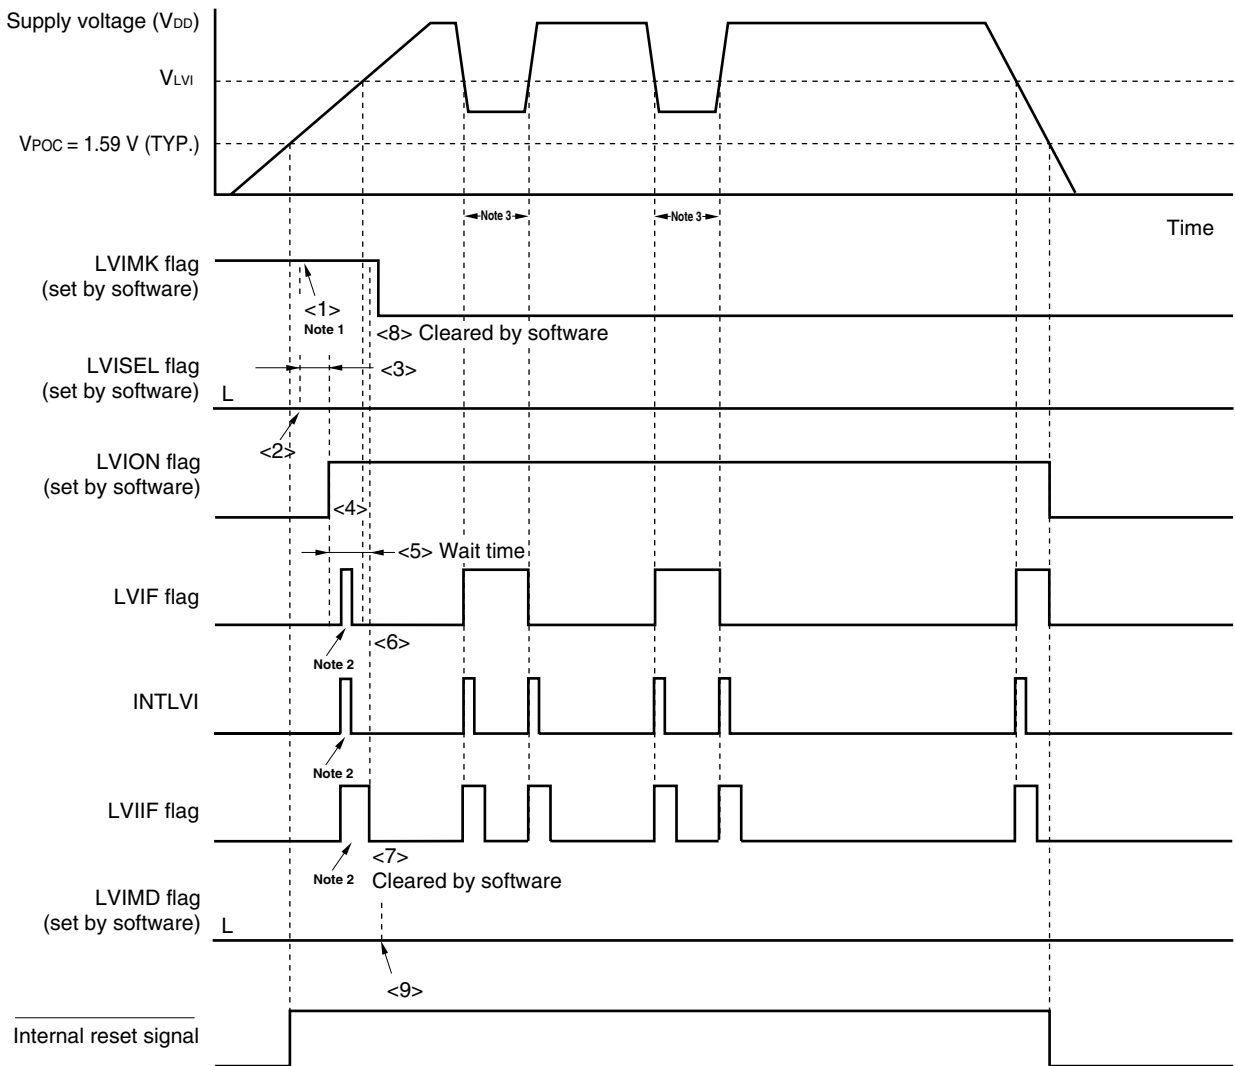 Supply voltage (VDD)
VLVI
VPOC = 1.59 V (TYP.)
Note 3
Note 3
Time
LVIMK flag
(set by software)
<1>
Note 1
<8> Cleared by software
LVISEL flag
(set by software)
L
<3>
<2>
LVION flag
(set by software)
<4>
<5> Wait time
LVIF flag
<6>
Note 2
INTLVI
Note 2
LVIIF flag
<7>
Note 2
Cleared by software
LVIMD flag
(set by software)
L
<9>
Internal reset signal